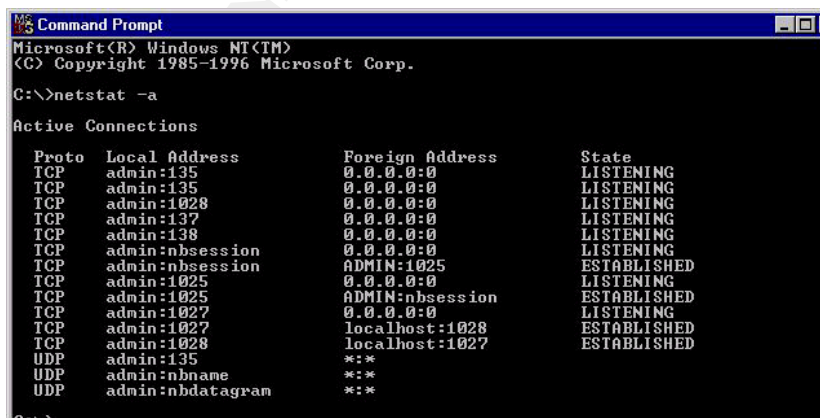 Command Prompt
Microsoft(R) Windows NT(TM)
(C) Copyright 1985-1996 Microsoft Corp.
C:\>netstat -a
Active Connections
Proto Local Address Foreign Address State
TCP admin:135 0.0.0.0:0 LISTENING
TCP admin:135 0.0.0.0:0 LISTENING
TCP admin:1028 0.0.0.0:0 LISTENING
TCP admin:137 0.0.0.0:0 LISTENING
TCP admin:138 0.0.0.0:0 LISTENING
TCP admin:nbsession 0.0.0.0:0 LISTENING
TCP admin:nbsession ADMIN:1025 ESTABLISHED
TCP admin:1025 0.0.0.0:0 LISTENING
TCP admin:1025 ADMIN:nbsession ESTABLISHED
TCP admin:1027 0.0.0.0:0 LISTENING
TCP admin:1027 localhost:1028 ESTABLISHED
TCP admin:1028 localhost:1027 ESTABLISHED
UDP admin:135 *:*
UDP admin:nbname *:*
UDP admin:nbdatagram *:*